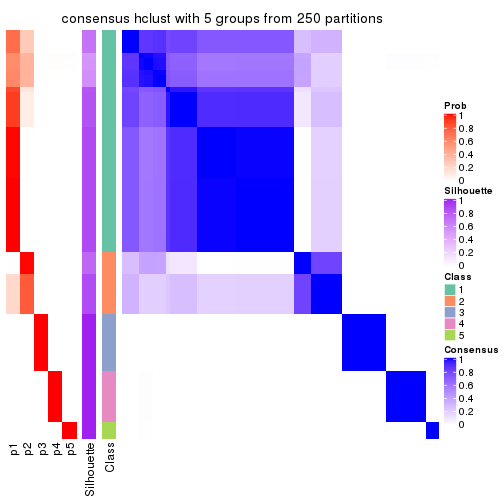 consensus hclust with 5 groups from 250 partitions
Prob
1
0.8
0.6
0.4
0.2
0
Silhouette
1
0.8
0.6
0.4
0.2
0
Class
1
2
3
4
5
Consensus
1
0.8
0.6
0.4
0.2
0
p1
p2
p3
p4
p5
Silhouette
Class